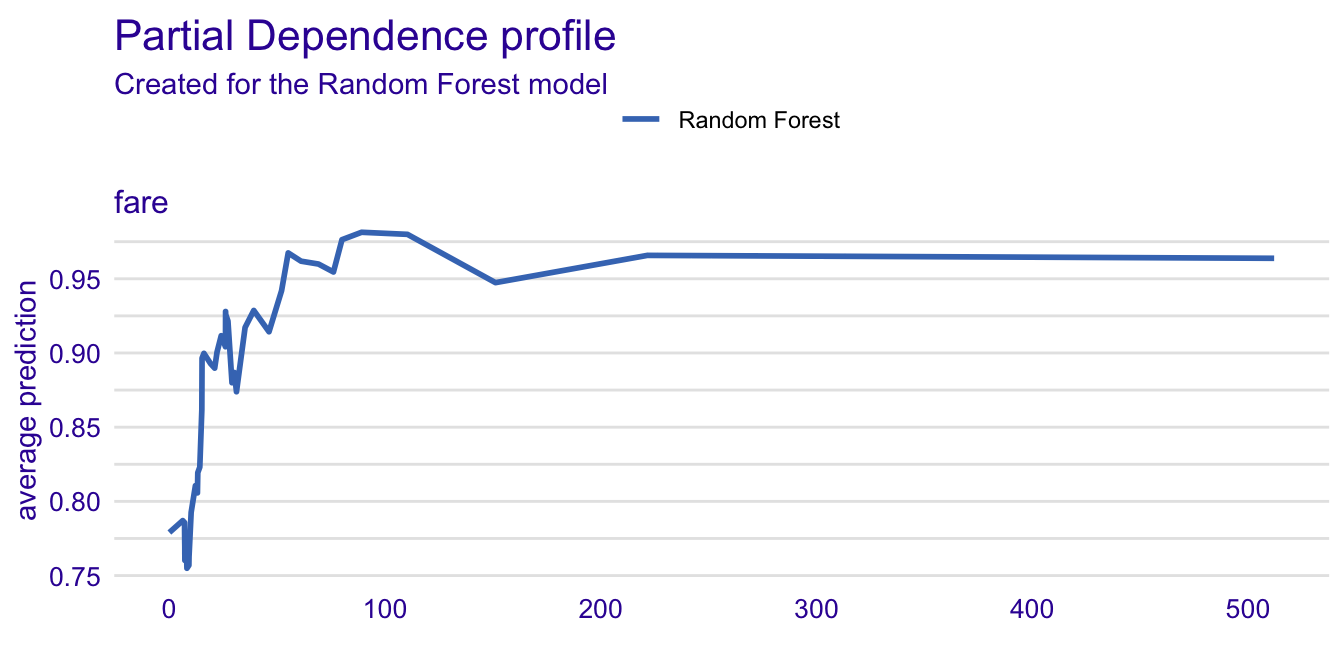 Partial Dependence profile
Created for the Random Forest model
Random Forest
fare
average prediction
0.95
0.90
0.85
0.80
0.75
0 100 200 300 400 500